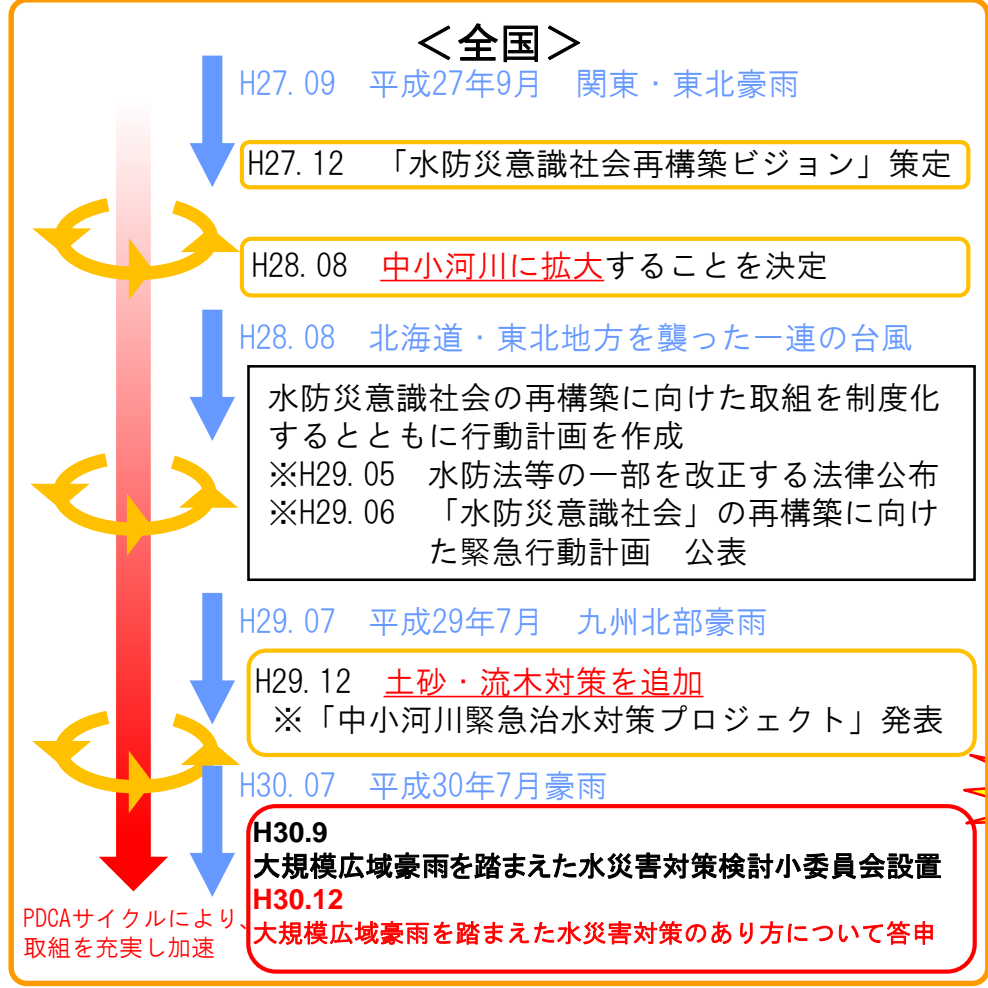 ＜全国＞
H27.09　平成27年9月　関東・東北豪雨
H27.12　「水防災意識社会再構築ビジョン」策定
H28.08　中小河川に拡大することを決定
H28.08　北海道・東北地方を襲った一連の台風
水防災意識社会の再構築に向けた取組を制度化
するとともに行動計画を作成
※H29.05　水防法等の一部を改正する法律公布
※H29.06　「水防災意識社会」の再構築に向け
た緊急行動計画　公表
H29.07　平成29年7月　九州北部豪雨
H29.12　土砂・流木対策を追加
※「中小河川緊急治水対策プロジェクト」発表
H30.07　平成30年7月豪雨
H30.9
大規模広域豪雨を踏まえた水災害対策検討小委員会設置
H30.12
大規模広域豪雨を踏まえた水災害対策のあり方について答申
PDCAサイクルにより、
取組を充実し加速